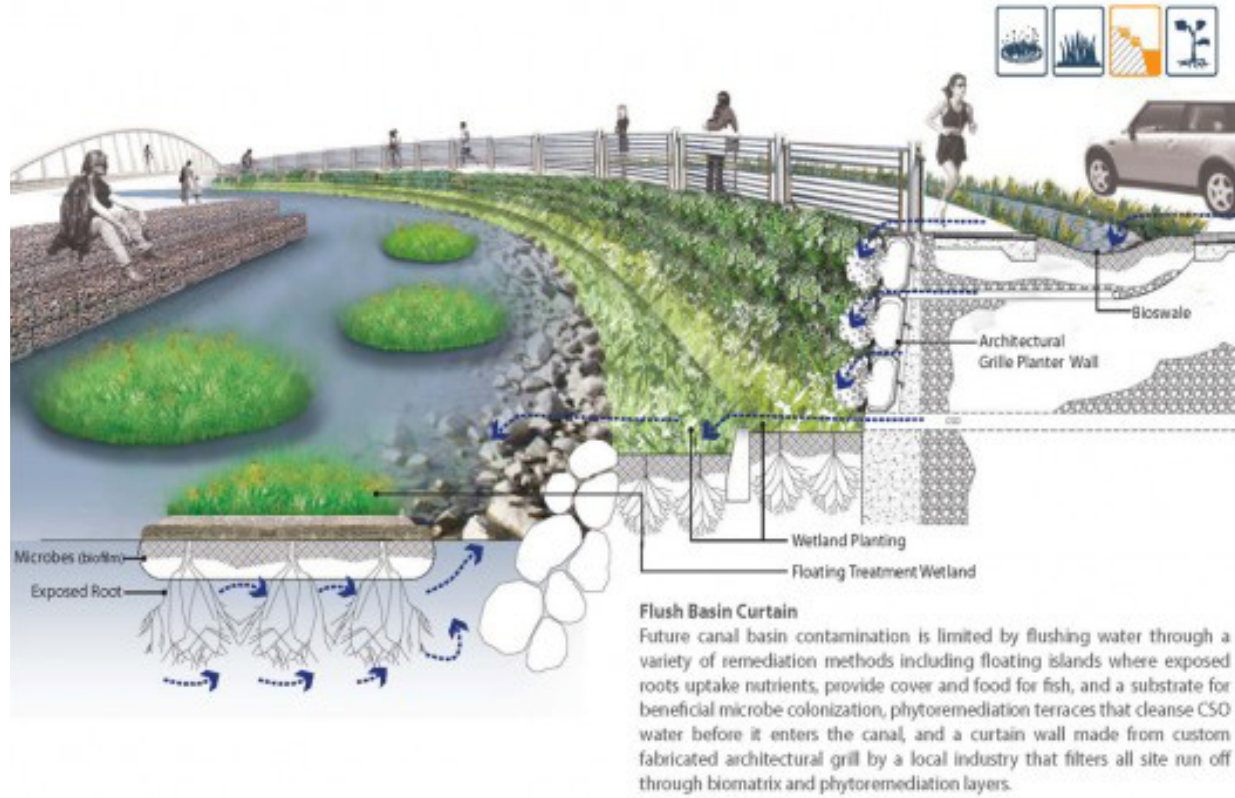 Bioswale
Architectural
Grille Planter Wall
CSO
Wetland Planting
Microbes (biofilm)
Floating Treatment Wetland
Exposed Root
Flush Basin Curtain
Future canal basin contamination is limited by flushing water through a
variety of remediation methods including floating islands where exposed
roots uptake nutrients, provide cover and food for fish, and a substrate for
beneficial microbe colonization, phytoremediation terraces that cleanse CSO
water before it enters the canal, and a curtain wall made from custom
fabricated architectural grill by a local industry that filters all site run off
through biomatrix and phytoremediation layers.